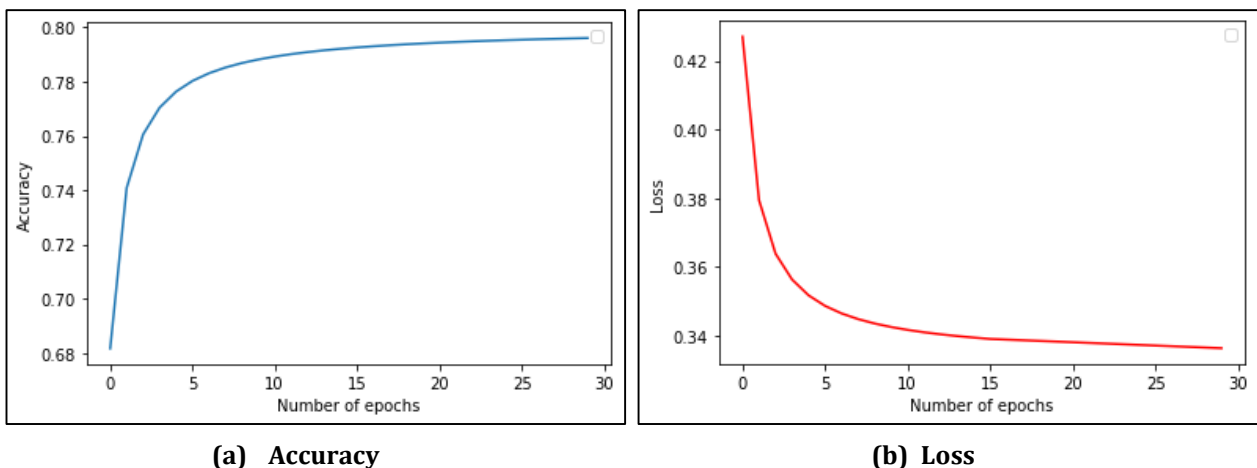 0.80
0.78
0.76
0.74
0.72
0.70
0.68
Accuracy
0 5 10 15 20 25 30
Number of epochs
0.42
0.40
0.38
0.36
0.34
Loss
0 5 10 15 20 25 30
Number of epochs
(a) Accuracy
(b) Loss